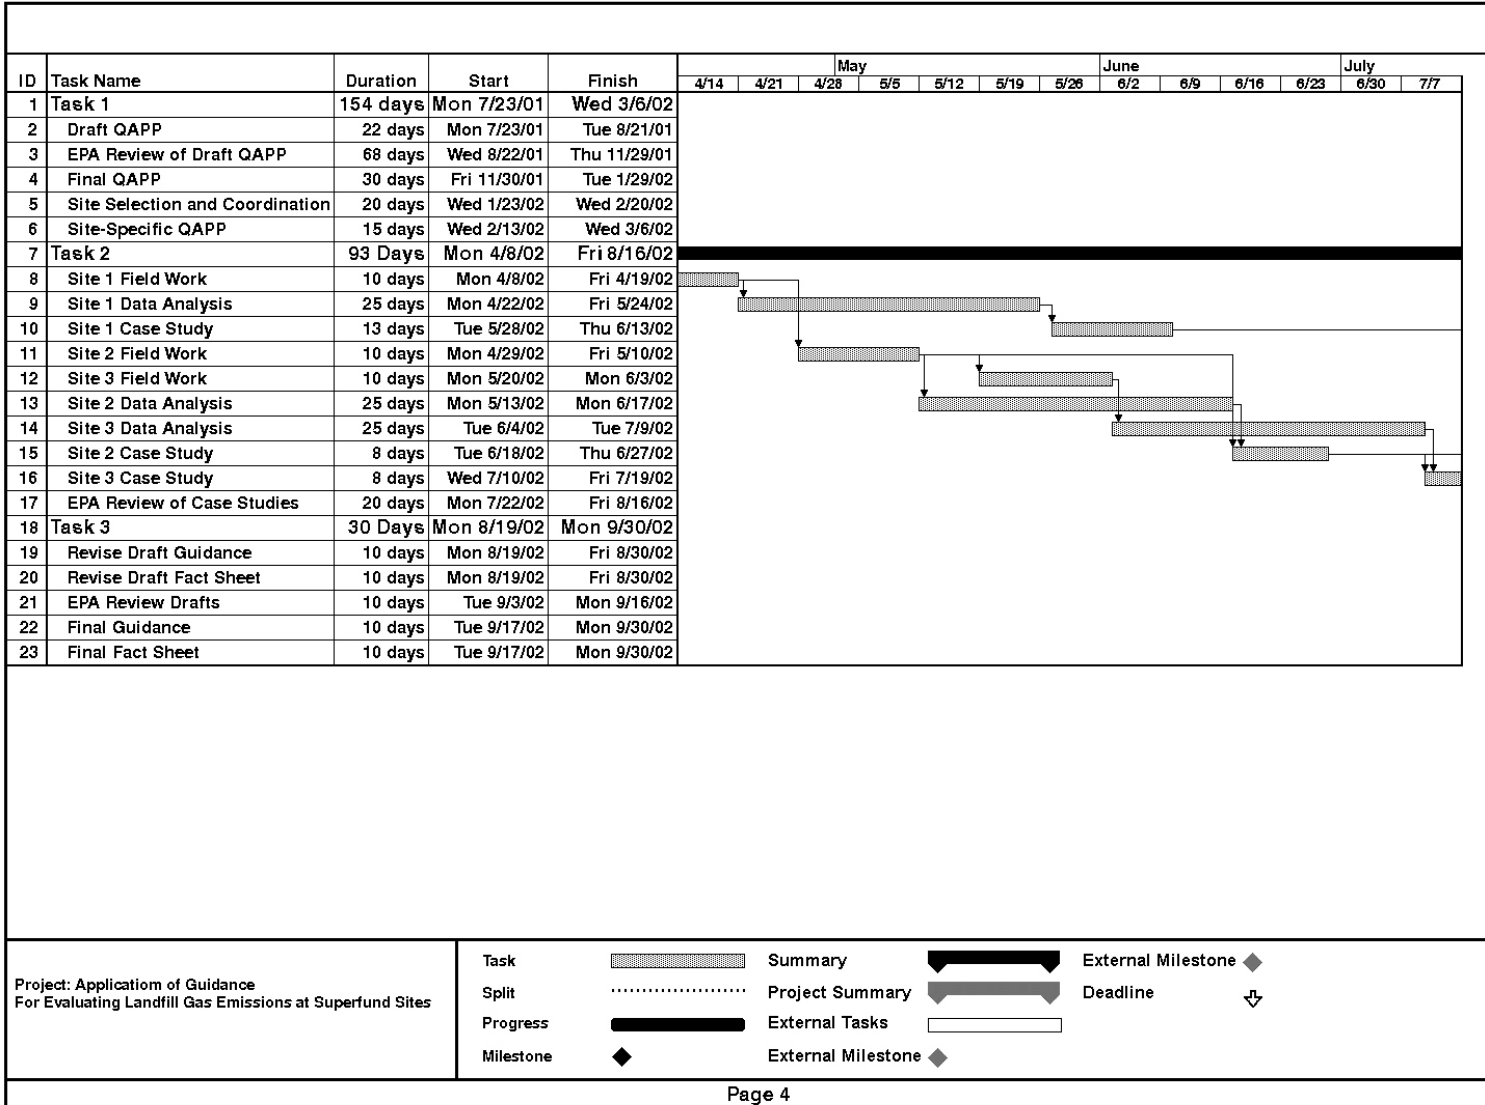 May June July
ID Task Name Duration Start Finish 4/14 4/21 4/28 5/5 5/12 5/19 5/26 6/2 6/9 6/16 6/23 6/30 7/7
1 Task 1 154 days Mon 7/23/01 Wed 3/6/02
2 Draft QAPP 22 days Mon 7/23/01 Tue 8/21/01
3 EPA Review of Draft QAPP 68 days Wed 8/22/01 Thu 11/29/01
4 Final QAPP 30 days Fri 11/30/01 Tue 1/29/02
5 Site Selection and Coordination 20 days Wed 1/23/02 Wed 2/20/02
6 Site-Specific QAPP 15 days Wed 2/13/02 Wed 3/6/02
7 Task 2 93 Days Mon 4/8/02 Fri 8/16/02
8 Site 1 Field Work 10 days Mon 4/8/02 Fri 4/19/02
9 Site 1 Data Analysis 25 days Mon 4/22/02 Fri 5/24/02
10 Site 1 Case Study 13 days Tue 5/28/02 Thu 6/13/02
11 Site 2 Field Work 10 days Mon 4/29/02 Fri 5/10/02
12 Site 3 Field Work 10 days Mon 5/20/02 Mon 6/3/02
13 Site 2 Data Analysis 25 days Mon 5/13/02 Mon 6/17/02
14 Site 3 Data Analysis 25 days Tue 6/4/02 Tue 7/9/02
15 Site 2 Case Study 8 days Tue 6/18/02 Thu 6/27/02
16 Site 3 Case Study 8 days Wed 7/10/02 Fri 7/19/02
17 EPA Review of Case Studies 20 days Mon 7/22/02 Fri 8/16/02
18 Task 3 30 Days Mon 8/19/02 Mon 9/30/02
19 Revise Draft Guidance 10 days Mon 8/19/02 Fri 8/30/02
20 Revise Draft Fact Sheet 10 days Mon 8/19/02 Fri 8/30/02
21 EPA Review Drafts 10 days Tue 9/3/02 Mon 9/16/02
22 Final Guidance 10 days Tue 9/17/02 Mon 9/30/02
23 Final Fact Sheet 10 days Tue 9/17/02 Mon 9/30/02
Project: Applicatiom of Guidance
For Evaluating Landfill Gas Emissions at Superfund Sites
Task Summary External Milestone
Split Project Summary Deadline
Progress External Tasks
Milestone External Milestone
Page 4